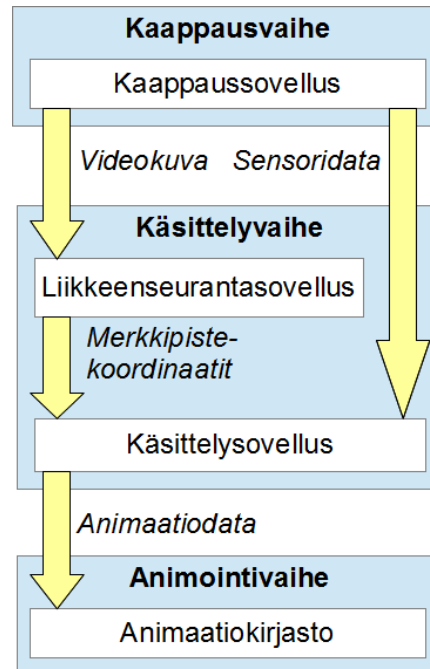 Kaappausvaihe
Kaappaussovellus
Videokuva Sensoridata
Käsittelyvaihe
Liikkeenseurantasovellus
Merkkipiste-
koordinaatit
Käsittelysovellus
Animaatiodata
Animointivaihe
Animaatiokirjasto